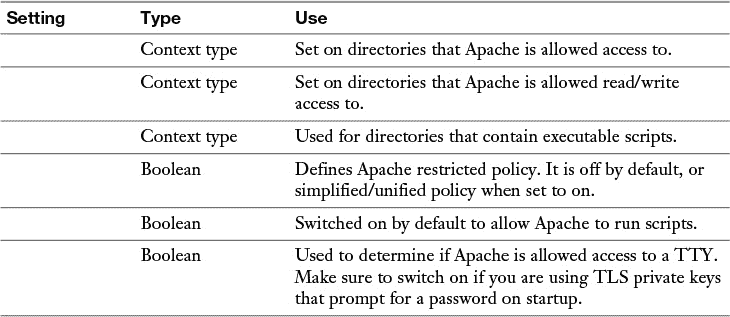 Setting Type Use
Context type Set on directories that Apache is allowed access to.
Context type Set on directories that Apache is allowed read/write
access to.
Context type Used for directories that contain executable scripts.
Boolean Defines Apache restricted policy. It is off by default, or
simplified/unified policy when set to on.
Boolean Switched on by default to allow Apache to run scripts.
Boolean Used to determine if Apache is allowed access to a TTY.
Make sure to switch on if you are using TLS private keys
that prompt for a password on startup.